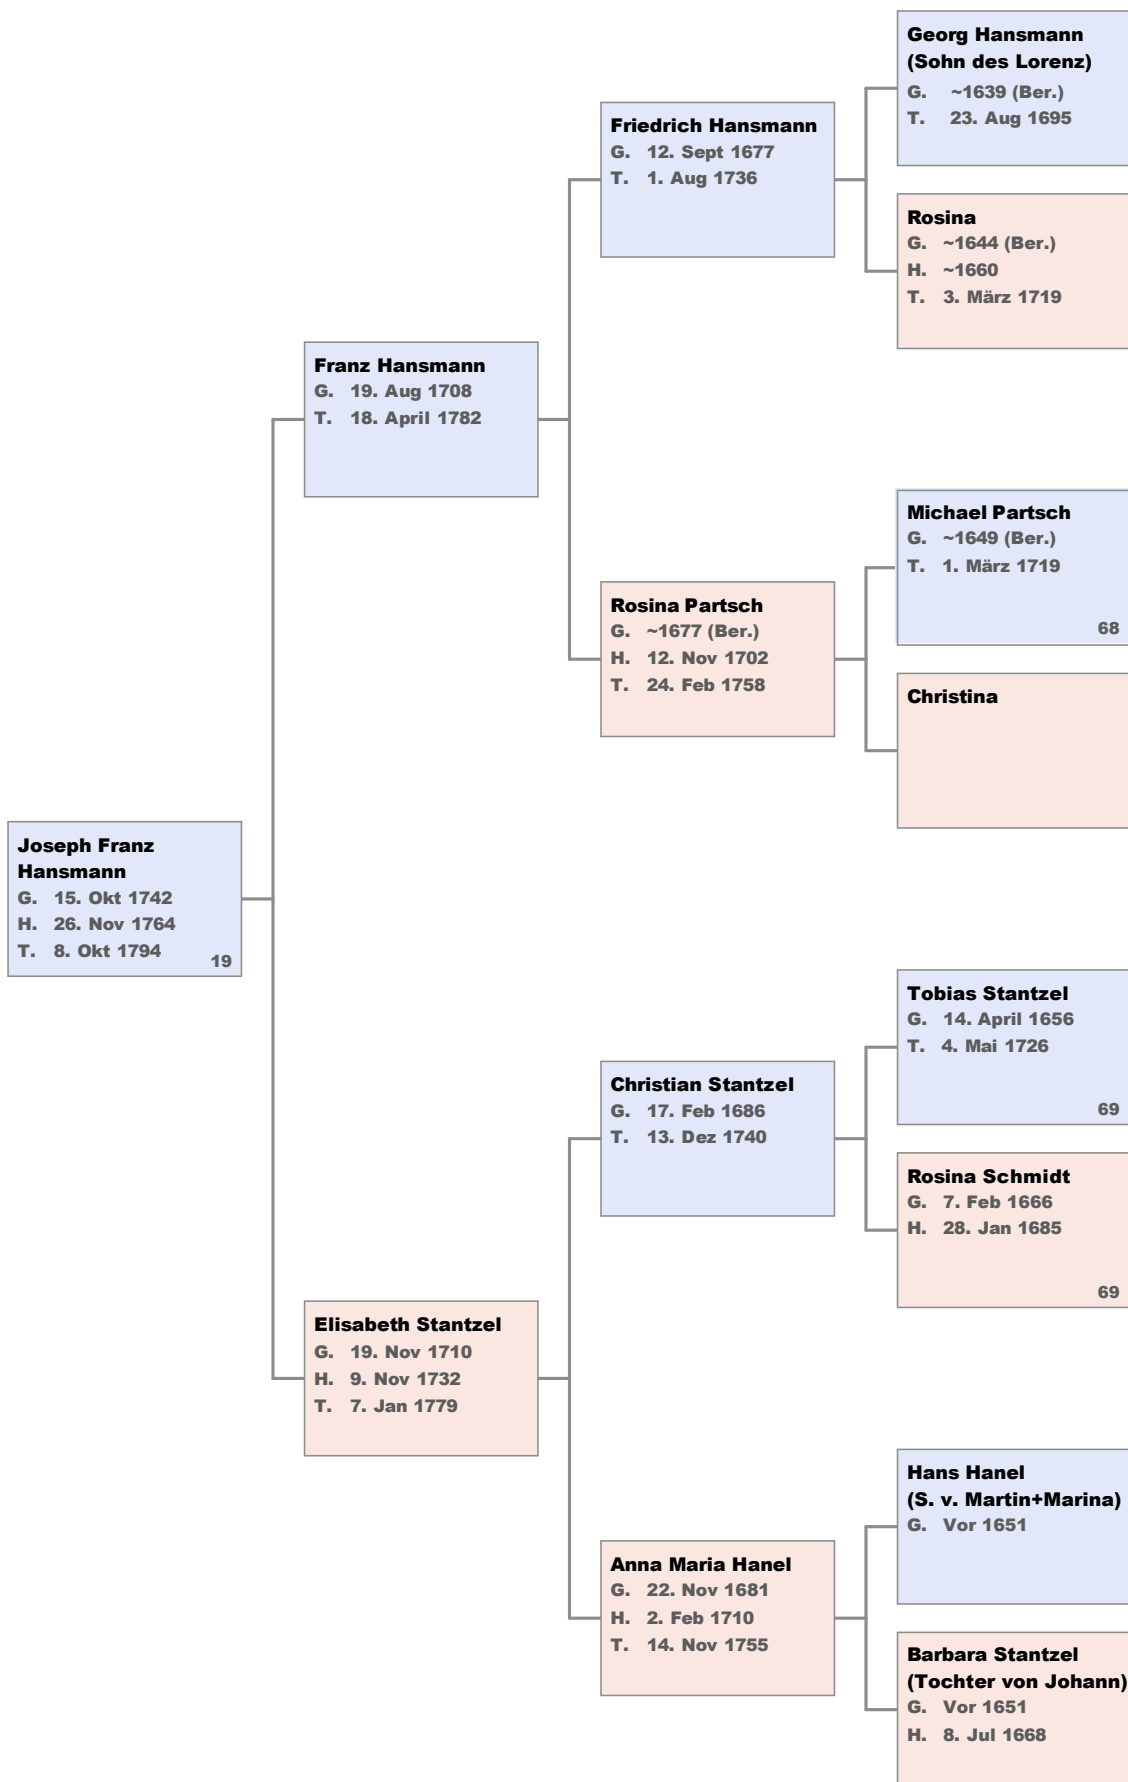 Georg Hansmann
(Sohn des Lorenz)
G. ~1639 (Ber.)
T. 23. Aug 1695
Friedrich Hansmann
G. 12. Sept 1677
T. 1. Aug 1736
Rosina
G. ~1644 (Ber.)
H. ~1660
T. 3. März 1719
Franz Hansmann
G. 19. Aug 1708
T. 18. April 1782
Michael Partsch
G. ~1649 (Ber.)
T. 1. März 1719
68
Rosina Partsch
G. ~1677 (Ber.)
H. 12. Nov 1702
T. 24. Feb 1758
Christina
Joseph Franz
Hansmann
G. 15. Okt 1742
H. 26. Nov 1764
T. 8. Okt 1794
19
Tobias Stantzel
G. 14. April 1656
T. 4. Mai 1726
69
Christian Stantzel
G. 17. Feb 1686
T. 13. Dez 1740
Rosina Schmidt
G. 7. Feb 1666
H. 28. Jan 1685
69
Elisabeth Stantzel
G. 19. Nov 1710
H. 9. Nov 1732
T. 7. Jan 1779
Hans Hanel
(S. v. Martin+Marina)
G. Vor 1651
Anna Maria Hanel
G. 22. Nov 1681
H. 2. Feb 1710
T. 14. Nov 1755
Barbara Stantzel
(Tochter von Johann)
G. Vor 1651
H. 8. Jul 1668